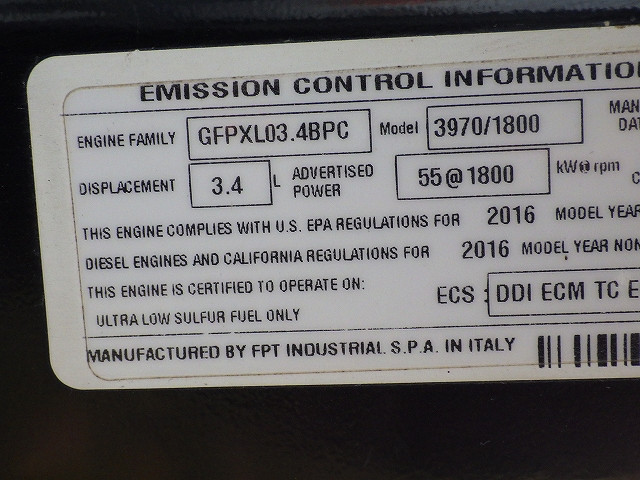 EMISSION CONTROL INFORMATIO
ENGINE FAMILY GFPXL03.4BPC Model 3970/1800 MAN
DAT
DISPLACEMENT 3.4 L ADVERTISED POWER 55@1800 kW@rpm C
THIS ENGINE COMPLIES WITH U.S. EPA REGULATIONS FOR 2016 MODEL YEAR
DIESEL ENGINES AND CALIFORNIA REGULATIONS FOR 2016 MODEL YEAR NON
THIS ENGINE IS CERTIFIED TO OPERATE ON: ECS : DDI ECM TC E
ULTRA LOW SULFUR FUEL ONLY
MANUFACTURED BY FPT INDUSTRIAL S.P.A. IN ITALY